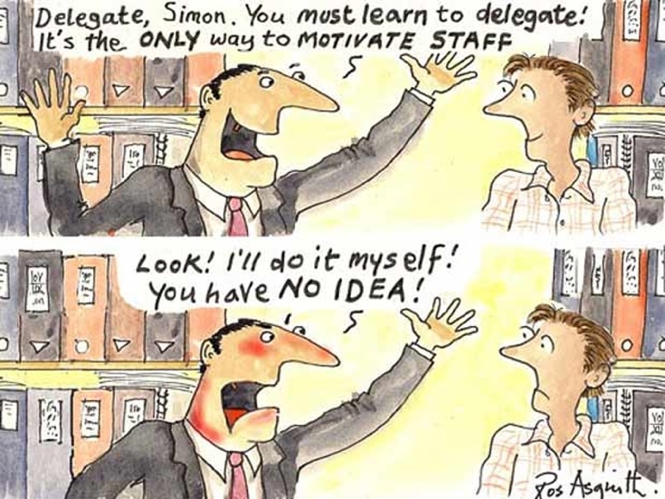 Delegate, Simon. You must learn to delegate!
It's the ONLY way to MOTIVATE STAFF
Look! I'll do it myself!
You have NO IDEA!
Ros Asquith.